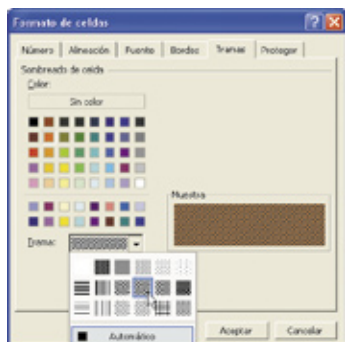 Formato de celdas
Número Alineación Fuente Bordes Tramas Proteger
Sombreado de celda
Color:
Sin color
Muestra
Trama:
Automático
Aceptar Cancelar